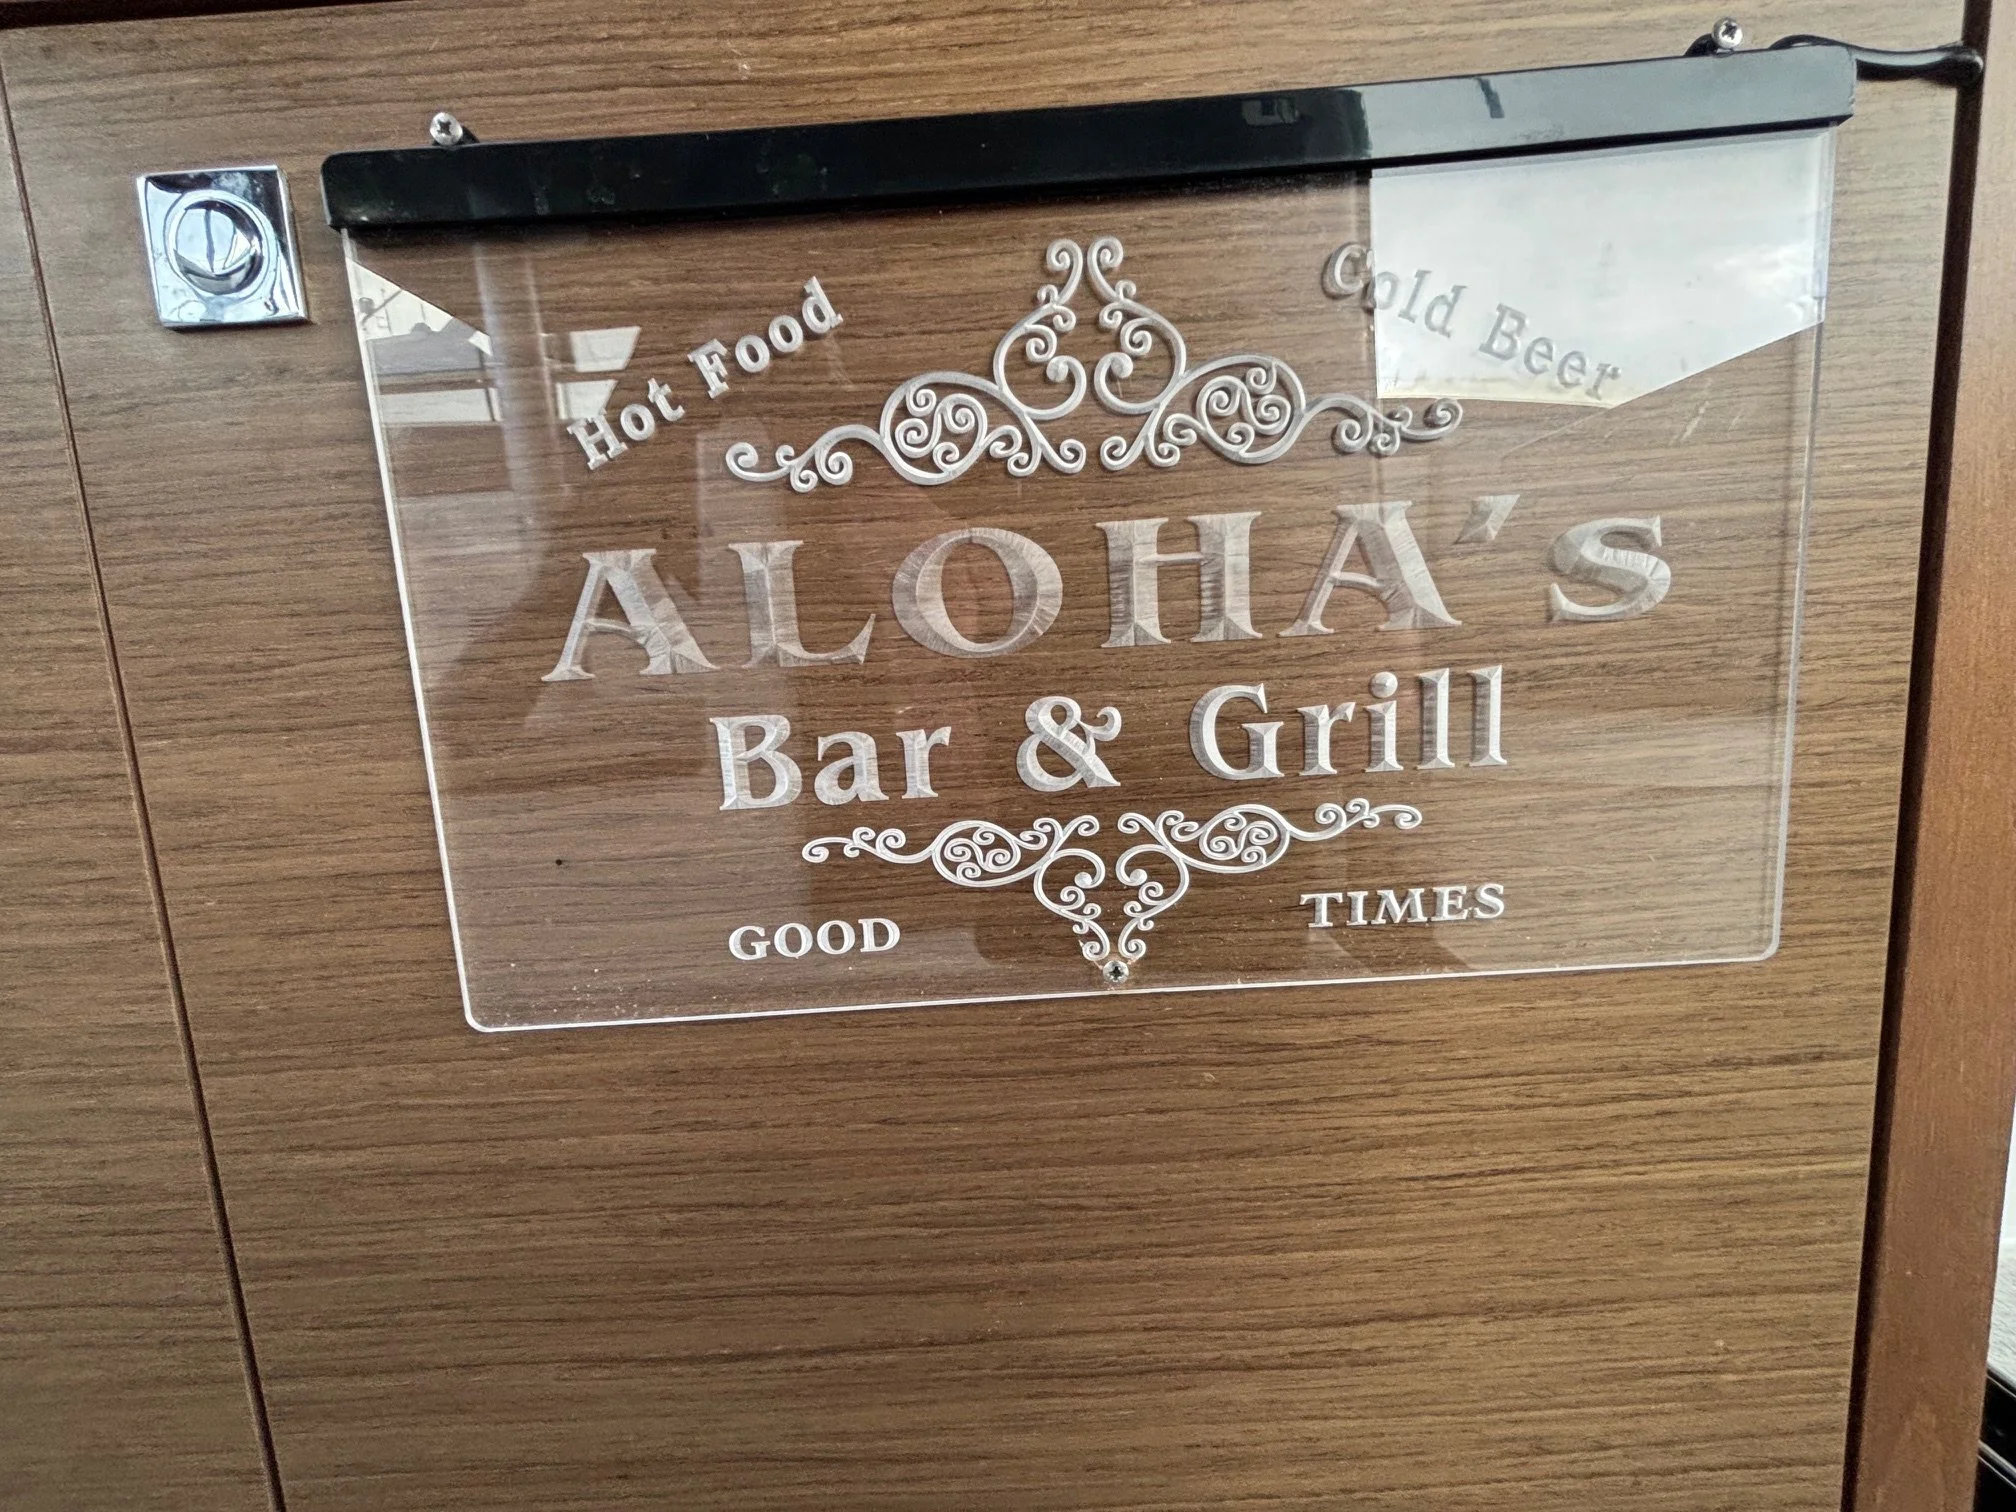 Hot Food
Cold Beer
ALOHA's
Bar & Grill
GOOD TIMES